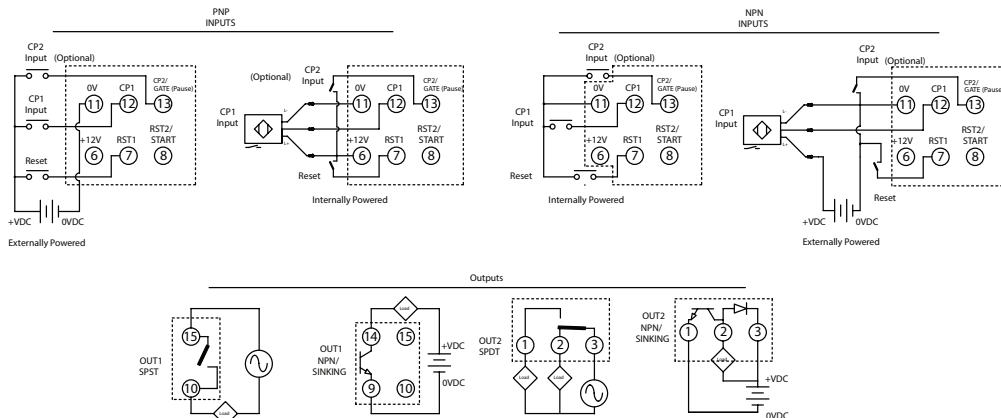 PNP
INPUTS
NPN
INPUTS
CP2
Input
(Optional)
0V
CP1
CP2/
GATE (Pause)
11
12
13
CP1
Input
+12V
RST1
RST2/
START
6
7
8
Reset
+VDC
0VDC
Externally Powered
(Optional)
CP2
Input
0V
CP1
CP2/
GATE (Pause)
11
12
13
CP1
Input
L-
L+
+12V
RST1
RST2/
START
6
7
8
Reset
Internally Powered
CP2
Input
(Optional)
0V
CP1
CP2/
GATE (Pause)
11
12
13
CP1
Input
+12V
RST1
RST2/
START
6
7
8
Reset
Internally Powered
CP2
Input
(Optional)
0V
CP1
CP2/
GATE (Pause)
11
12
13
CP1
Input
L-
L+
+12V
RST1
RST2/
START
6
7
8
Reset
+VDC
0VDC
Externally Powered
Outputs
15
OUT1
SPST
10
Load
Load
14
15
OUT1
NPN/
SINKING
9
10
+VDC
0VDC
OUT2
SPDT
1
2
3
Load
Load
OUT2
NPN/
SINKING
1
2
3
Load
+VDC
0VDC